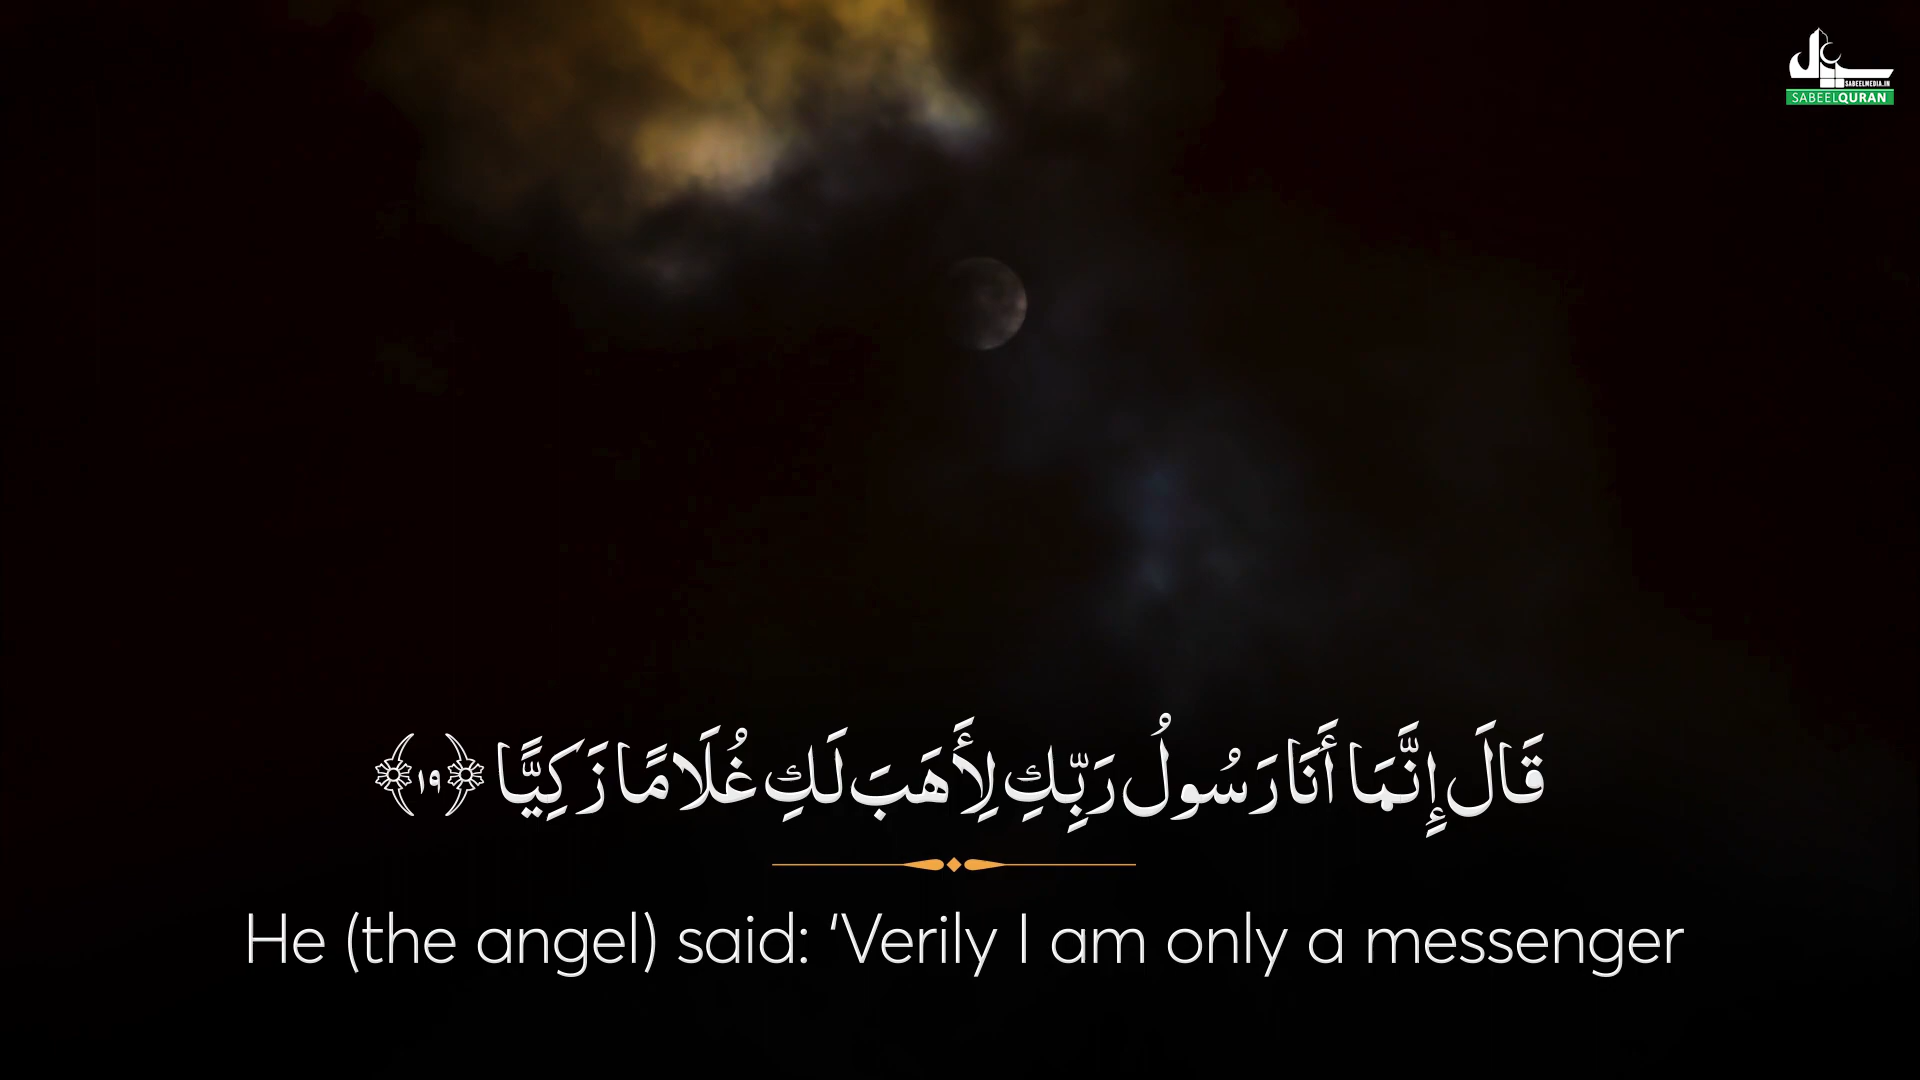 SABEELMEDIA.IN
SABEELQURAN
قَالَ إِنَّمَا أَنَا رَسُولُ رَبِّكِ لِأَهَبَ لَكِ غُلَامًا زَكِيًّا ﴿١٩﴾
He (the angel) said: ‘Verily I am only a messenger